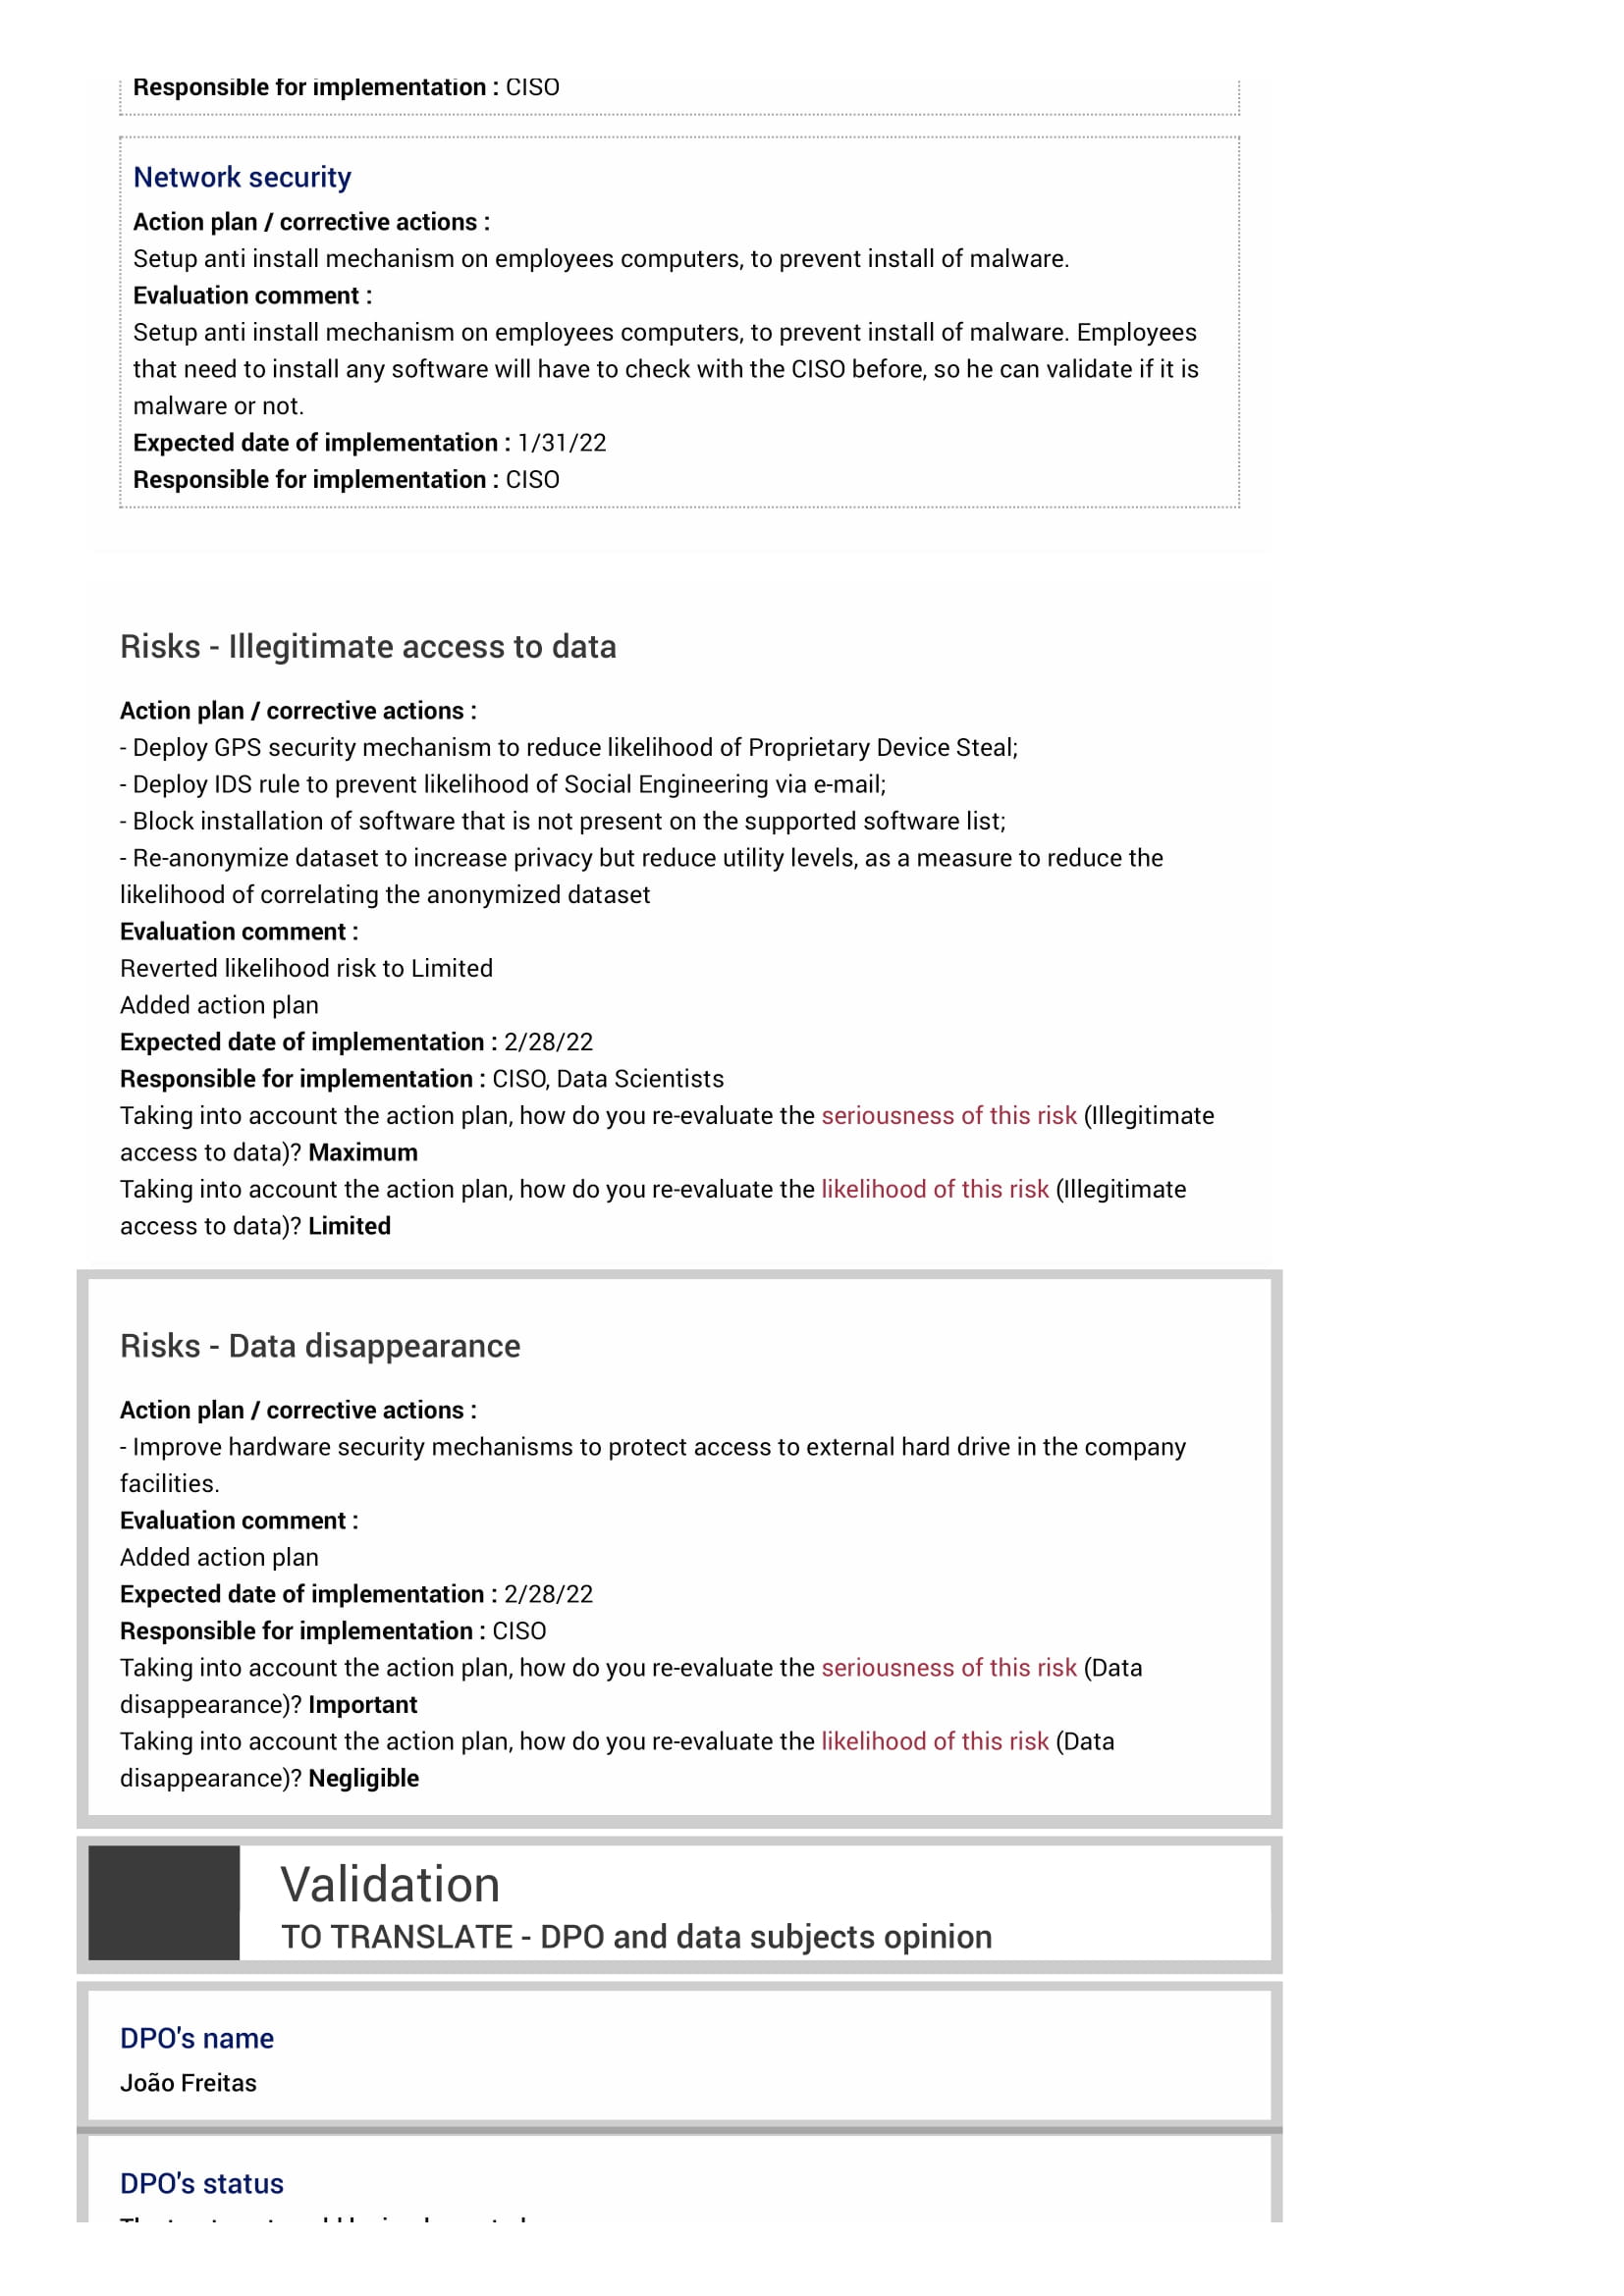 Responsible for implementation : CISO
Network security
Action plan / corrective actions :
Setup anti install mechanism on employees computers, to prevent install of malware.
Evaluation comment :
Setup anti install mechanism on employees computers, to prevent install of malware. Employees
that need to install any software will have to check with the CISO before, so he can validate if it is
malware or not.
Expected date of implementation : 1/31/22
Responsible for implementation : CISO
Risks - Illegitimate access to data
Action plan / corrective actions :
- Deploy GPS security mechanism to reduce likelihood of Proprietary Device Steal;
- Deploy IDS rule to prevent likelihood of Social Engineering via e-mail;
- Block installation of software that is not present on the supported software list;
- Re-anonymize dataset to increase privacy but reduce utility levels, as a measure to reduce the
likelihood of correlating the anonymized dataset
Evaluation comment :
Reverted likelihood risk to Limited
Added action plan
Expected date of implementation : 2/28/22
Responsible for implementation : CISO, Data Scientists
Taking into account the action plan, how do you re-evaluate the seriousness of this risk (Illegitimate
access to data)? Maximum
Taking into account the action plan, how do you re-evaluate the likelihood of this risk (Illegitimate
access to data)? Limited
Risks - Data disappearance
Action plan / corrective actions :
- Improve hardware security mechanisms to protect access to external hard drive in the company
facilities.
Evaluation comment :
Added action plan
Expected date of implementation : 2/28/22
Responsible for implementation : CISO
Taking into account the action plan, how do you re-evaluate the seriousness of this risk (Data
disappearance)? Important
Taking into account the action plan, how do you re-evaluate the likelihood of this risk (Data
disappearance)? Negligible
Validation
TO TRANSLATE - DPO and data subjects opinion
DPO's name
João Freitas
DPO's status